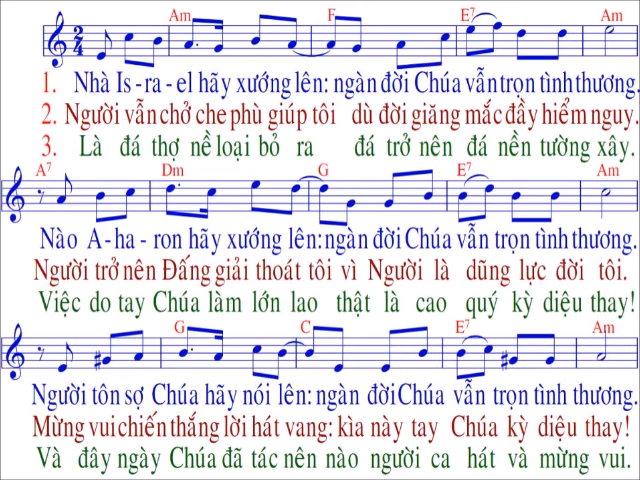 Am F E7 Am
2 4
1. Nhà Is - ra - el hãy xướng lên: ngàn đời Chúa vẫn trọn tình thương.
2. Người vẫn chở che phù giúp tôi dù đời giăng mắc đầy hiểm nguy.
3. Là đá thợ nề loại bỏ ra đá trở nên đá nền tường xây.
A7 Dm G E7 Am
Nào A - ha - ron hãy xướng lên: ngàn đời Chúa vẫn trọn tình thương.
Người trở nên Đấng giải thoát tôi vì Người là dũng lực đời tôi.
Việc do tay Chúa làm lớn lao thật là cao quý kỳ diệu thay!
G C E7 Am
Người tôn sợ Chúa hãy nói lên: ngàn đời Chúa vẫn trọn tình thương.
Mừng vui chiến thắng lời hát vang: kìa này tay Chúa kỳ diệu thay!
Và đây ngày Chúa đã tác nên nào người ca hát và mừng vui.